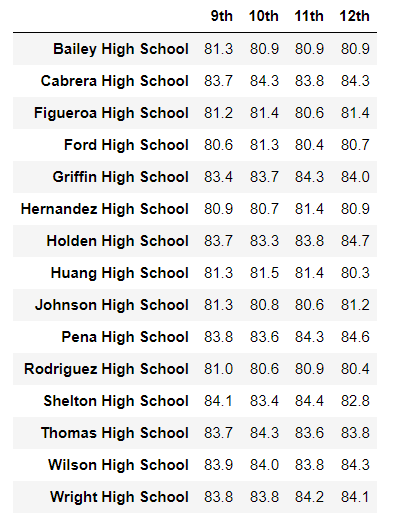 9th 10th 11th 12th
Bailey High School 81.3 80.9 80.9 80.9
Cabrera High School 83.7 84.3 83.8 84.3
Figueroa High School 81.2 81.4 80.6 81.4
Ford High School 80.6 81.3 80.4 80.7
Griffin High School 83.4 83.7 84.3 84.0
Hernandez High School 80.9 80.7 81.4 80.9
Holden High School 83.7 83.3 83.8 84.7
Huang High School 81.3 81.5 81.4 80.3
Johnson High School 81.3 80.8 80.6 81.2
Pena High School 83.8 83.6 84.3 84.6
Rodriguez High School 81.0 80.6 80.9 80.4
Shelton High School 84.1 83.4 84.4 82.8
Thomas High School 83.7 84.3 83.6 83.8
Wilson High School 83.9 84.0 83.8 84.3
Wright High School 83.8 83.8 84.2 84.1